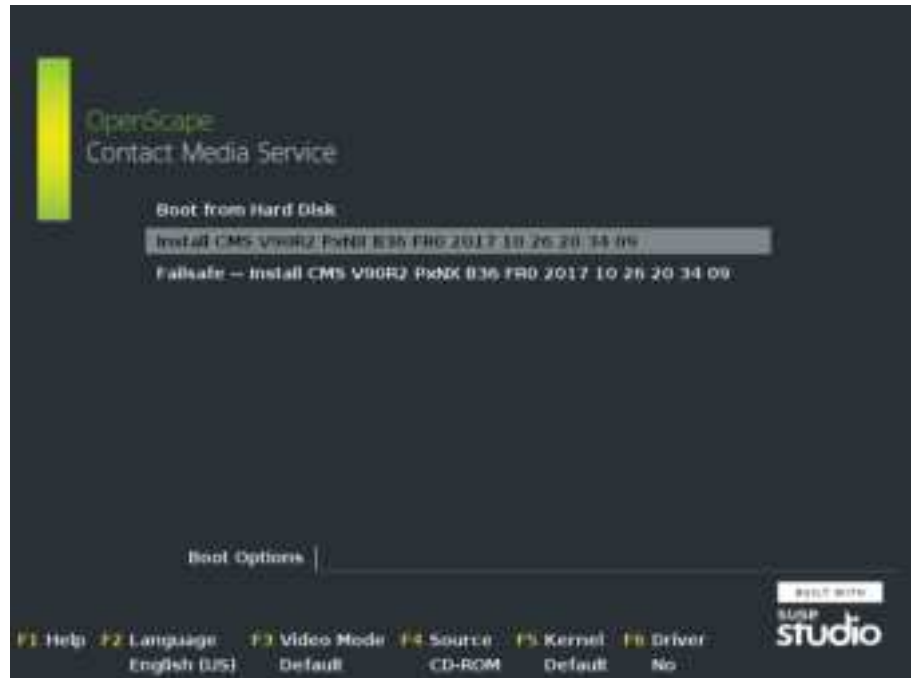 OpenScape
Contact Media Service
Boot from Hard Disk
Install CMS V90R2 PxNX B36 FR0 2017 10 26 20 34 09
Failsafe -- Install CMS V90R2 PxNX B36 FR0 2017 10 26 20 34 09
Boot Options
BUILT WITH
SUSE
studio
F1 Help F2 Language F3 Video Mode F4 Source F5 Kernel F6 Driver
English (US) Default CD-ROM Default No